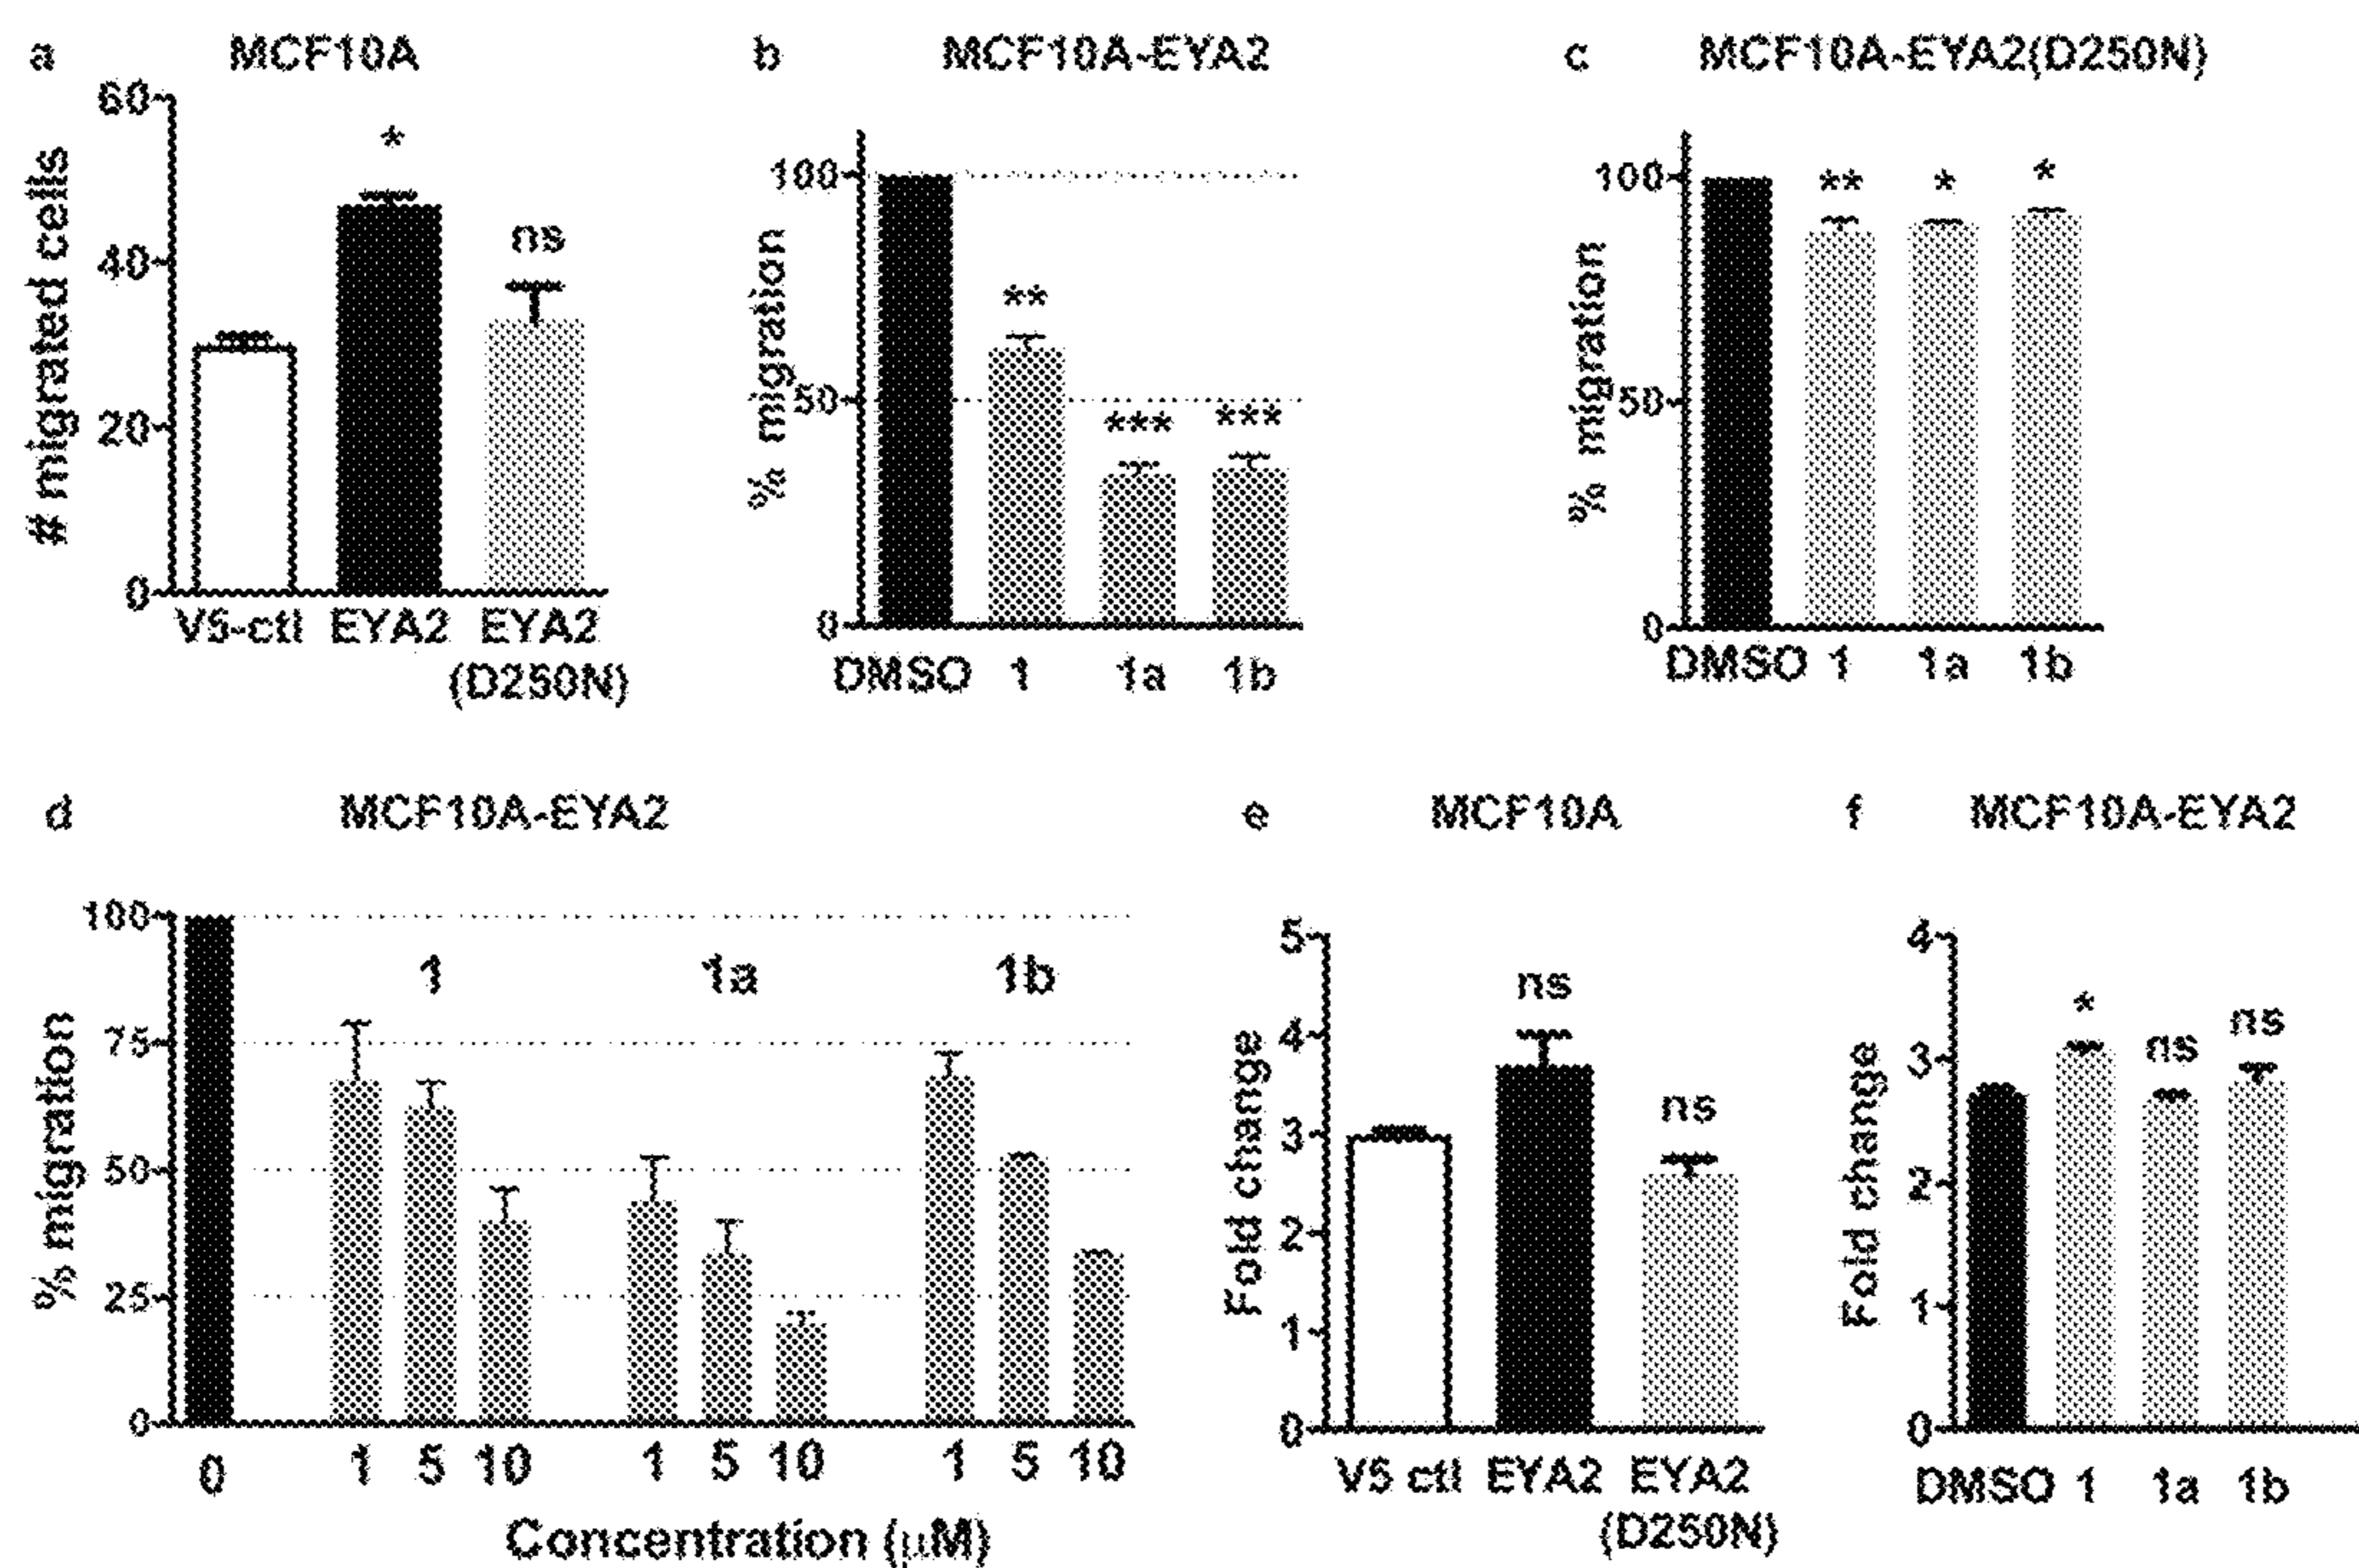 a MCF10A
# migrated cells
60
40
20
0
*
ns
V5-ctl EYA2 EYA2
(D250N)
b MCF10A-EYA2
% migration
100
50
0
**
***
***
DMSO 1 1a 1b
c MCF10A-EYA2(D250N)
% migration
100
50
0
**
*
*
DMSO 1 1a 1b
d MCF10A-EYA2
% migration
100
75
50
25
0
1 1a 1b
0 1 5 10 1 5 10 1 5 10
Concentration (μM)
e MCF10A
Fold change
5
4
3
2
1
0
ns
ns
V5 ctl EYA2 EYA2
(D250N)
f MCF10A-EYA2
Fold change
4
3
2
1
0
*
ns
ns
DMSO 1 1a 1b